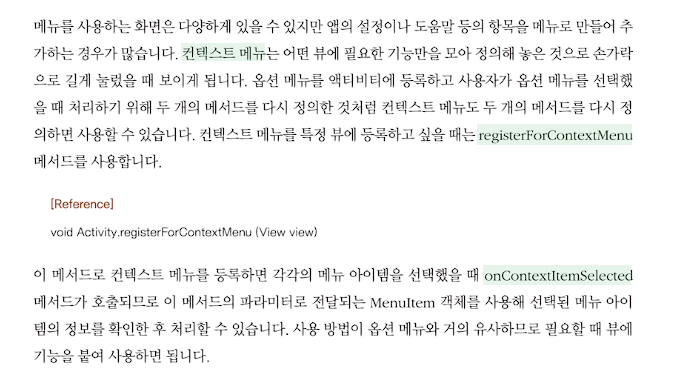 메뉴를 사용하는 화면은 다양하게 있을 수 있지만 앱의 설정이나 도움말 등의 항목을 메뉴로 만들어 추
가하는 경우가 많습니다. 컨텍스트 메뉴는 어떤 뷰에 필요한 기능만을 모아 정의해 놓은 것으로 손가락
으로 길게 눌렀을 때 보이게 됩니다. 옵션 메뉴를 액티비티에 등록하고 사용자가 옵션 메뉴를 선택했
을 때 처리하기 위해 두 개의 메서드를 다시 정의한 것처럼 컨텍스트 메뉴도 두 개의 메서드를 다시 정
의하면 사용할 수 있습니다. 컨텍스트 메뉴를 특정 뷰에 등록하고 싶을 때는 registerForContextMenu
메서드를 사용합니다.
[Reference]
void Activity.registerForContextMenu (View view)
이 메서드로 컨텍스트 메뉴를 등록하면 각각의 메뉴 아이템을 선택했을 때 onContextItemSelected
메서드가 호출되므로 이 메서드의 파라미터로 전달되는 MenuItem 객체를 사용해 선택된 메뉴 아이
템의 정보를 확인한 후 처리할 수 있습니다. 사용 방법이 옵션 메뉴와 거의 유사하므로 필요할 때 뷰에
기능을 붙여 사용하면 됩니다.